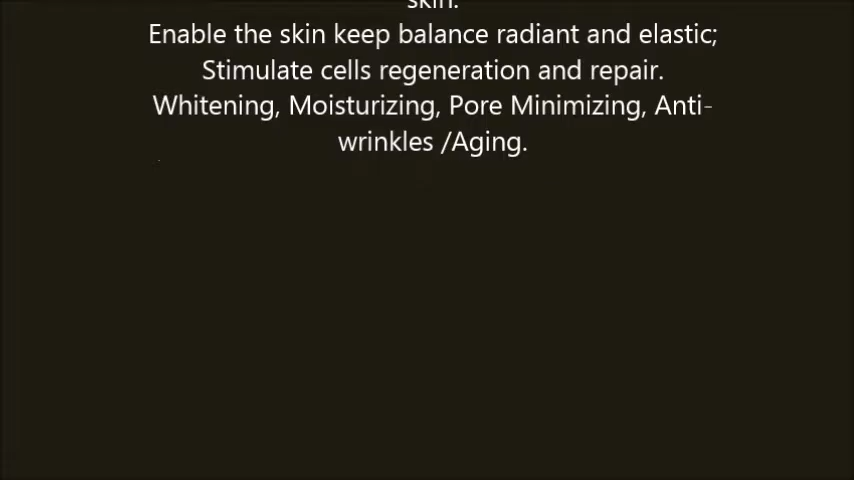 skin.
Enable the skin keep balance radiant and elastic;
Stimulate cells regeneration and repair.
Whitening, Moisturizing, Pore Minimizing, Anti-
wrinkles /Aging.